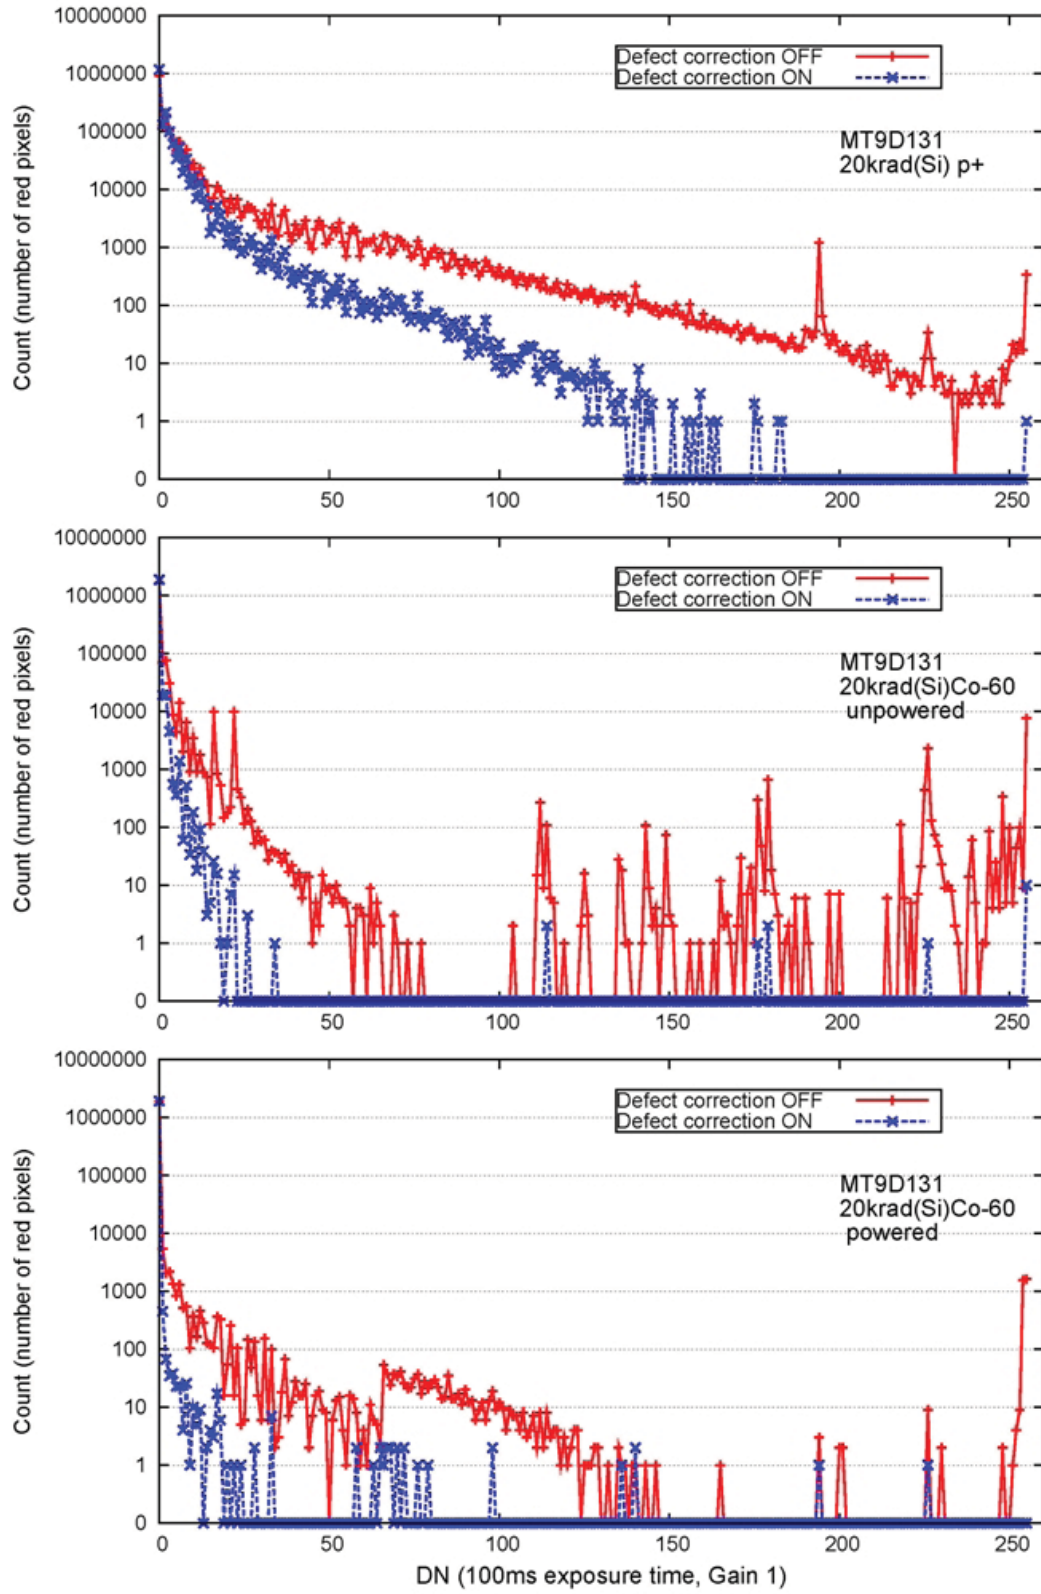 10000000
1000000
100000
10000
1000
100
10
1
0
Count (number of red pixels)
Defect correction OFF
Defect correction ON
MT9D131
20krad(Si) p+
0 50 100 150 200 250
10000000
1000000
100000
10000
1000
100
10
1
0
Count (number of red pixels)
Defect correction OFF
Defect correction ON
MT9D131
20krad(Si)Co-60
unpowered
0 50 100 150 200 250
10000000
1000000
100000
10000
1000
100
10
1
0
Count (number of red pixels)
Defect correction OFF
Defect correction ON
MT9D131
20krad(Si)Co-60
powered
0 50 100 150 200 250
DN (100ms exposure time, Gain 1)